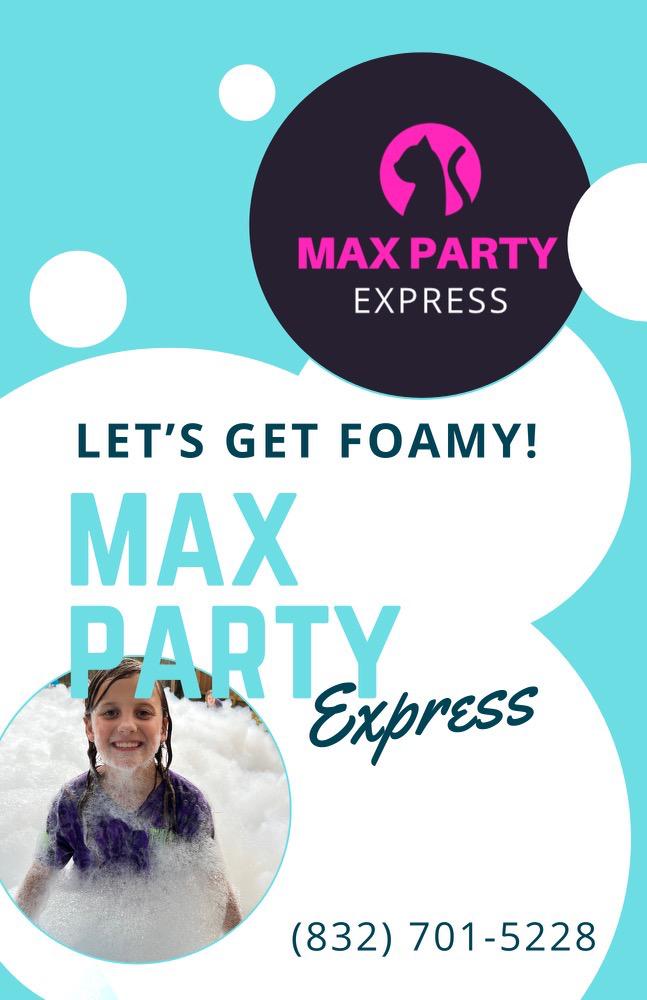 MAX PARTY
EXPRESS
LET'S GET FOAMY!
MAX
PARTY
Express
(832) 701-5228